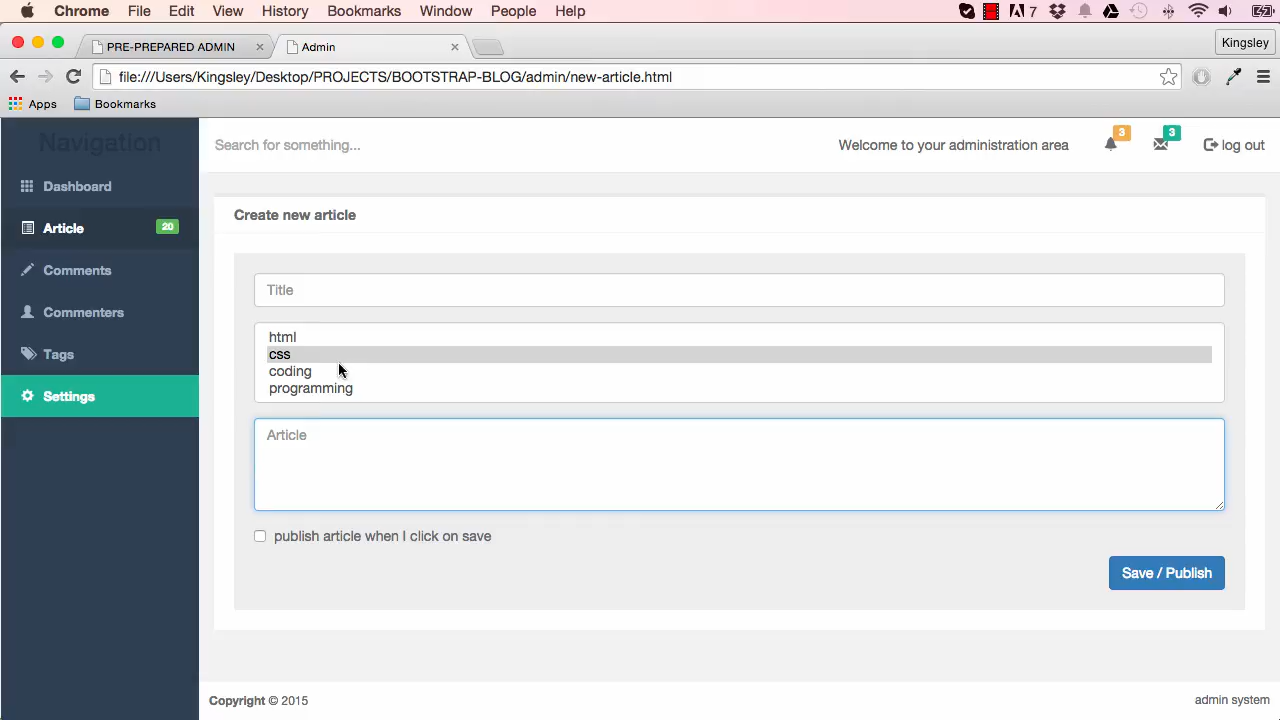 Chrome File Edit View History Bookmarks Window People Help 7
PRE-PREPARED ADMIN Admin Kingsley
file:///Users/Kingsley/Desktop/PROJECTS/BOOTSTRAP-BLOG/admin/new-article.html
Apps Bookmarks
Navigation
Search for something... Welcome to your administration area 3 3 log out
Dashboard
Article 20
Comments
Commenters
Tags
Settings
Create new article
Title
html
css
coding
programming
Article
publish article when I click on save
Save / Publish
Copyright © 2015 admin system